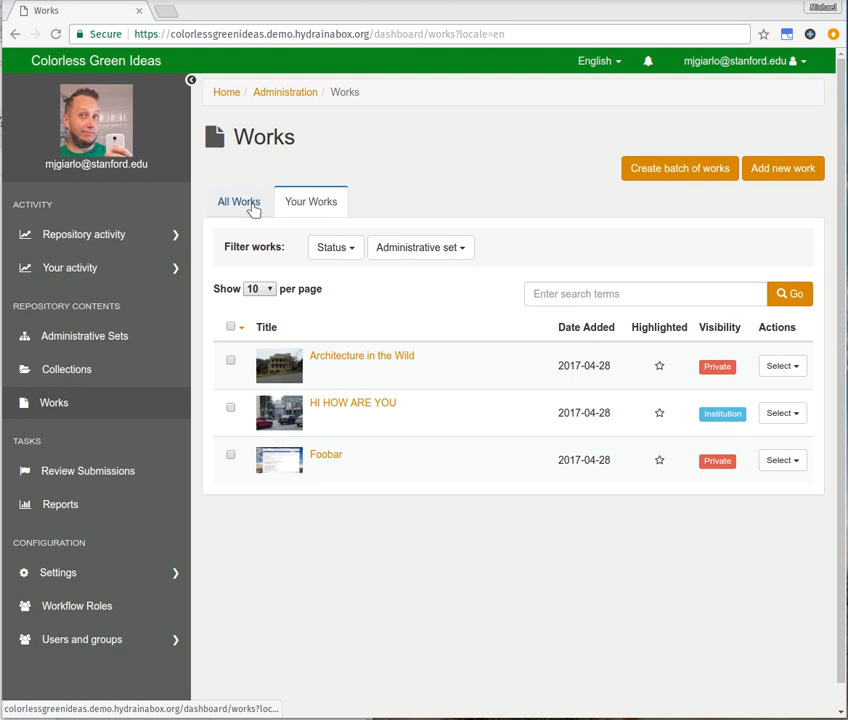 Works
Michael
Secure https://colorlessgreenideas.demo.hydrainabox.org/dashboard/works?locale=en
Colorless Green Ideas English mjgiarlo@stanford.edu
mjgiarlo@stanford.edu
ACTIVITY
Repository activity
Your activity
REPOSITORY CONTENTS
Administrative Sets
Collections
Works
TASKS
Review Submissions
Reports
CONFIGURATION
Settings
Workflow Roles
Users and groups
Home / Administration / Works
Works
Create batch of works Add new work
All Works Your Works
Filter works: Status Administrative set
Show 10 per page Enter search terms Go
Title Date Added Highlighted Visibility Actions
Architecture in the Wild 2017-04-28 Private Select
HI HOW ARE YOU 2017-04-28 Institution Select
Foobar 2017-04-28 Private Select
colorlessgreenideas.demo.hydrainabox.org/dashboard/works?loc...